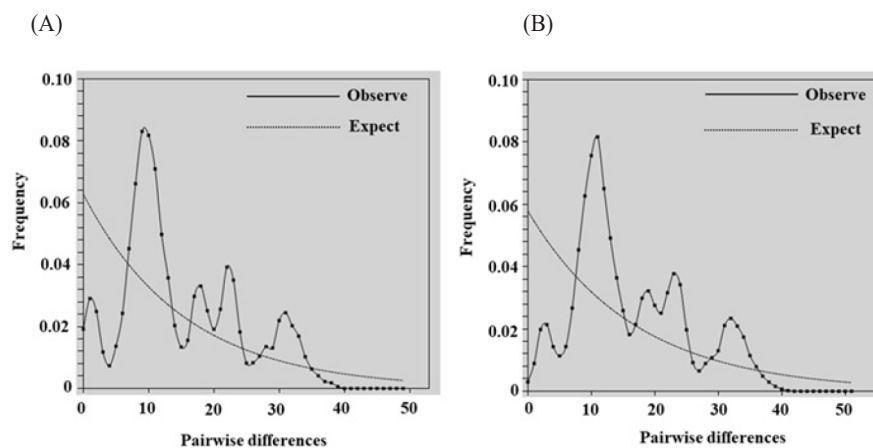 (A) (B)
0.10 Observe
Expect
0.08
0.06
Frequency
0.04
0.02
0
0 10 20 30 40 50
Pairwise differences
0.10 Observe
Expect
0.08
0.06
Frequency
0.04
0.02
0
0 10 20 30 40 50
Pairwise differences